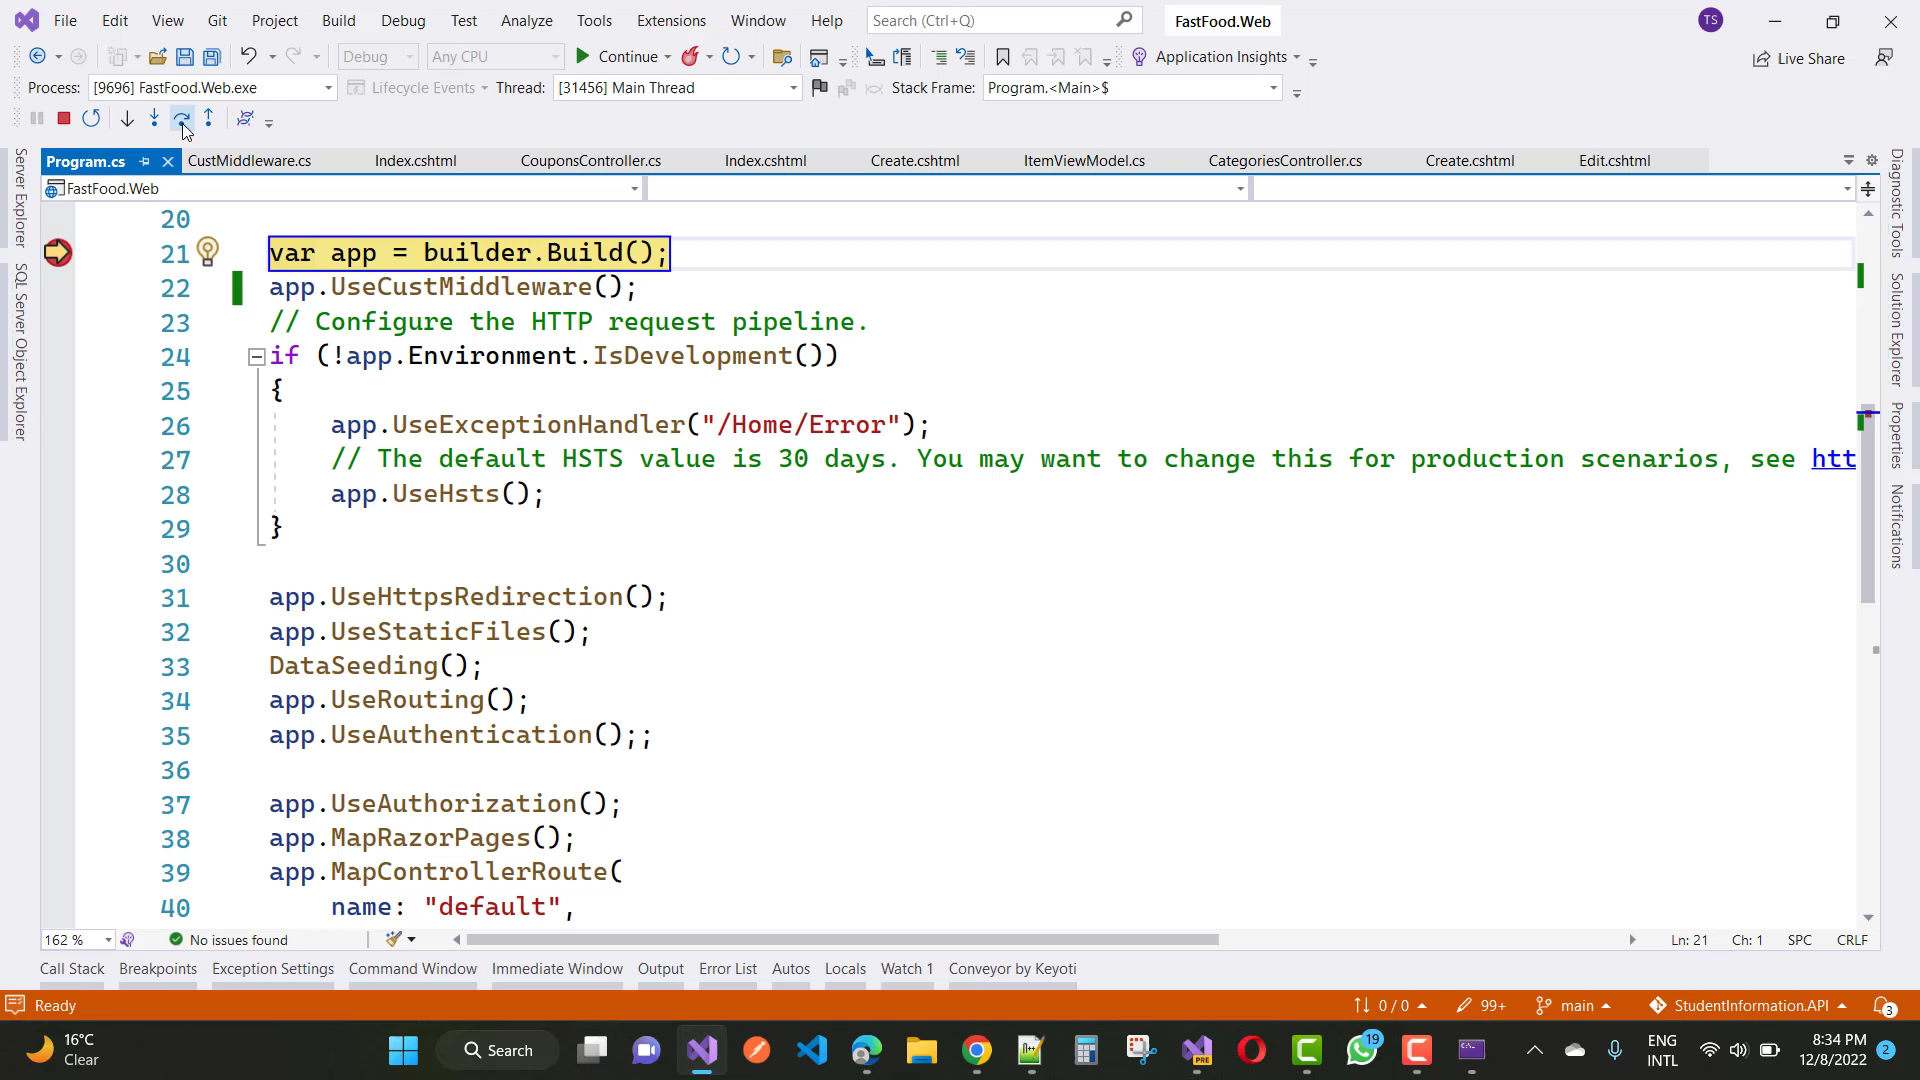 File Edit View Git Project Build Debug Test Analyze Tools Extensions Window Help Search (Ctrl+Q) FastFood.Web TS
Debug Any CPU Continue Application Insights Live Share
Process: [9696] FastFood.Web.exe Lifecycle Events Thread: [31456] Main Thread Stack Frame: Program.<Main>$
Program.cs CustMiddleware.cs Index.cshtml CouponsController.cs Index.cshtml Create.cshtml ItemViewModel.cs CategoriesController.cs Create.cshtml Edit.cshtml
FastFood.Web
Server Explorer
SQL Server Object Explorer
20
21 var app = builder.Build();
22 app.UseCustMiddleware();
23 // Configure the HTTP request pipeline.
24 if (!app.Environment.IsDevelopment())
25 {
26 app.UseExceptionHandler("/Home/Error");
27 // The default HSTS value is 30 days. You may want to change this for production scenarios, see htt
28 app.UseHsts();
29 }
30
31 app.UseHttpsRedirection();
32 app.UseStaticFiles();
33 DataSeeding();
34 app.UseRouting();
35 app.UseAuthentication();;
36
37 app.UseAuthorization();
38 app.MapRazorPages();
39 app.MapControllerRoute(
40 name: "default",
Diagnostic Tools
Solution Explorer
Properties
Notifications
162 % No issues found Ln: 21 Ch: 1 SPC CRLF
Call Stack Breakpoints Exception Settings Command Window Immediate Window Output Error List Autos Locals Watch 1 Conveyor by Keyoti
Ready 0 / 0 99+ main StudentInformation.API 3
16°C
Clear
Search
PRE
19
ENG
INTL
8:34 PM
12/8/2022
2